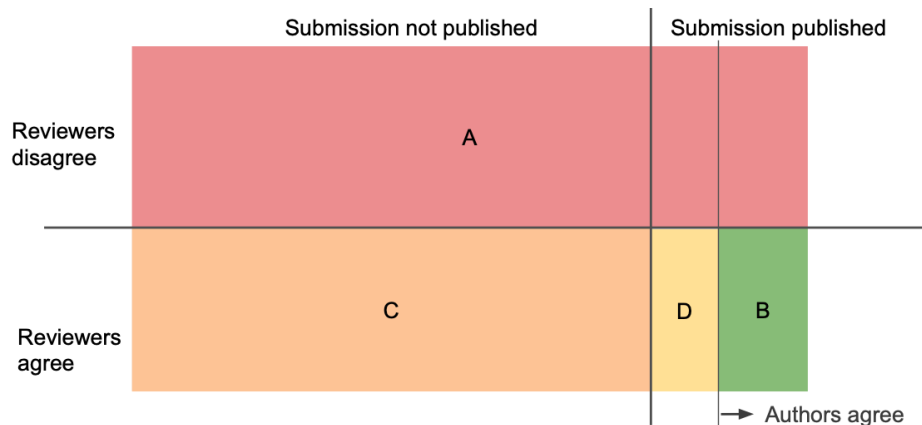 Submission not published
Submission published
Reviewers
disagree
A
C
D
B
Reviewers
agree
Authors agree